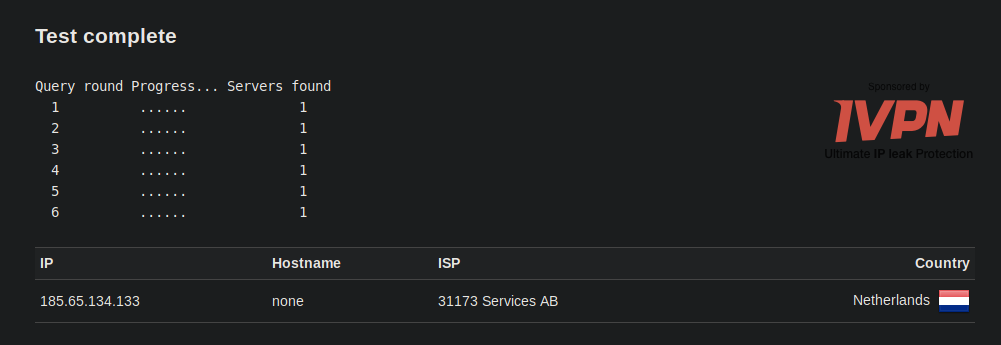 Test complete
Query round Progress... Servers found
1 ...... 1
2 ...... 1
3 ...... 1
4 ...... 1
5 ...... 1
6 ...... 1
Sponsored by
IVPN
Ultimate IP leak Protection
IP Hostname ISP Country
185.65.134.133 none 31173 Services AB Netherlands